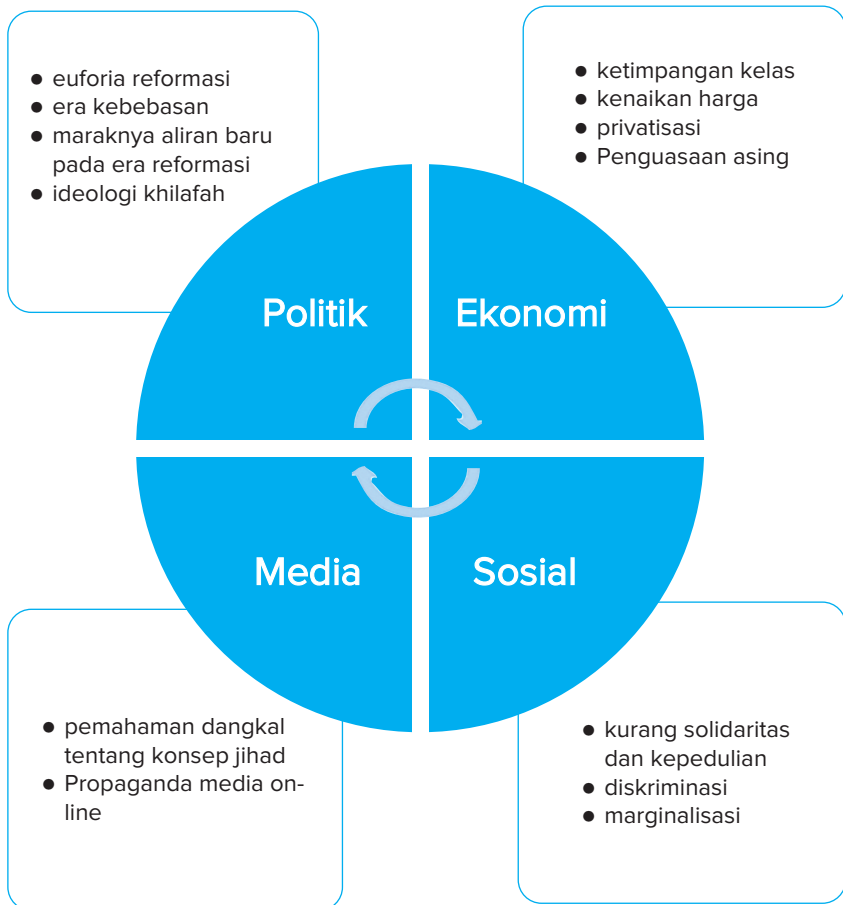 ● euforia reformasi
● era kebebasan
● maraknya aliran baru
pada era reformasi
● ideologi khilafah
● ketimpangan kelas
● kenaikan harga
● privatisasi
● Penguasaan asing
Politik
Ekonomi
Media
Sosial
● pemahaman dangkal
tentang konsep jihad
● Propaganda media on-
line
● kurang solidaritas
dan kepedulian
● diskriminasi
● marginalisasi